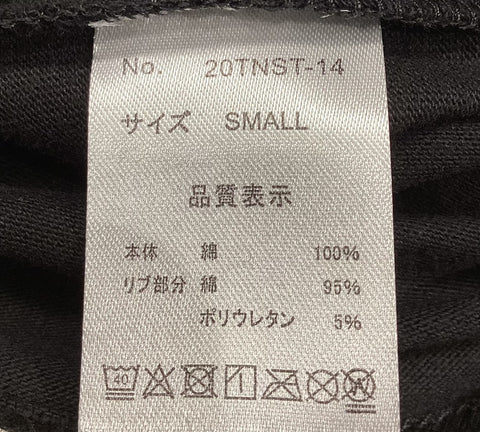 No. 20TNST-14
サイズ SMALL
品質表示
本体 綿 100%
リブ部分 綿 95%
ポリウレタン 5%
40
W